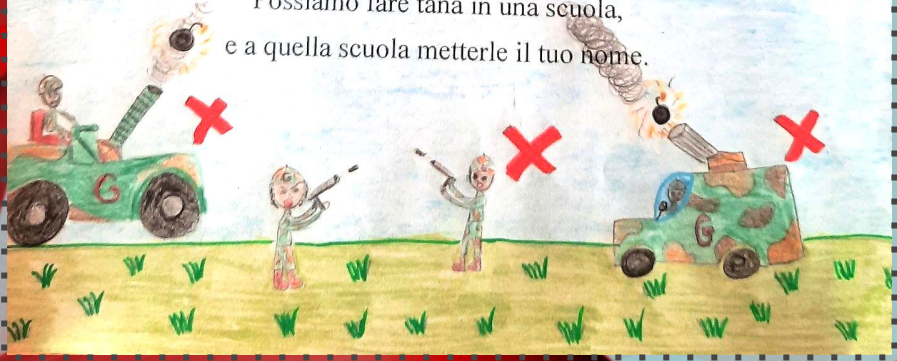 Possiamo fare tana in una scuola,
e a quella scuola metterle il tuo nome.
G
G